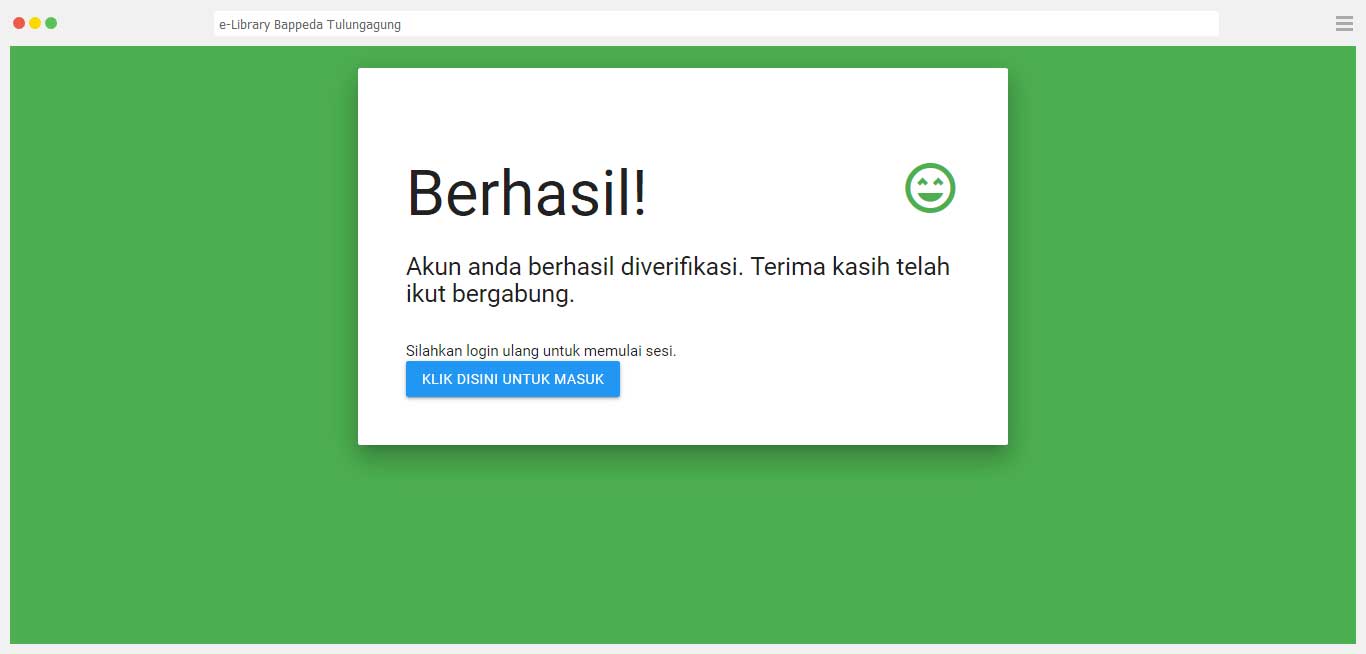 e-Library Bappeda Tulungagung
Berhasil!
Akun anda berhasil diverifikasi. Terima kasih telah
ikut bergabung.
Silahkan login ulang untuk memulai sesi.
KLIK DISINI UNTUK MASUK